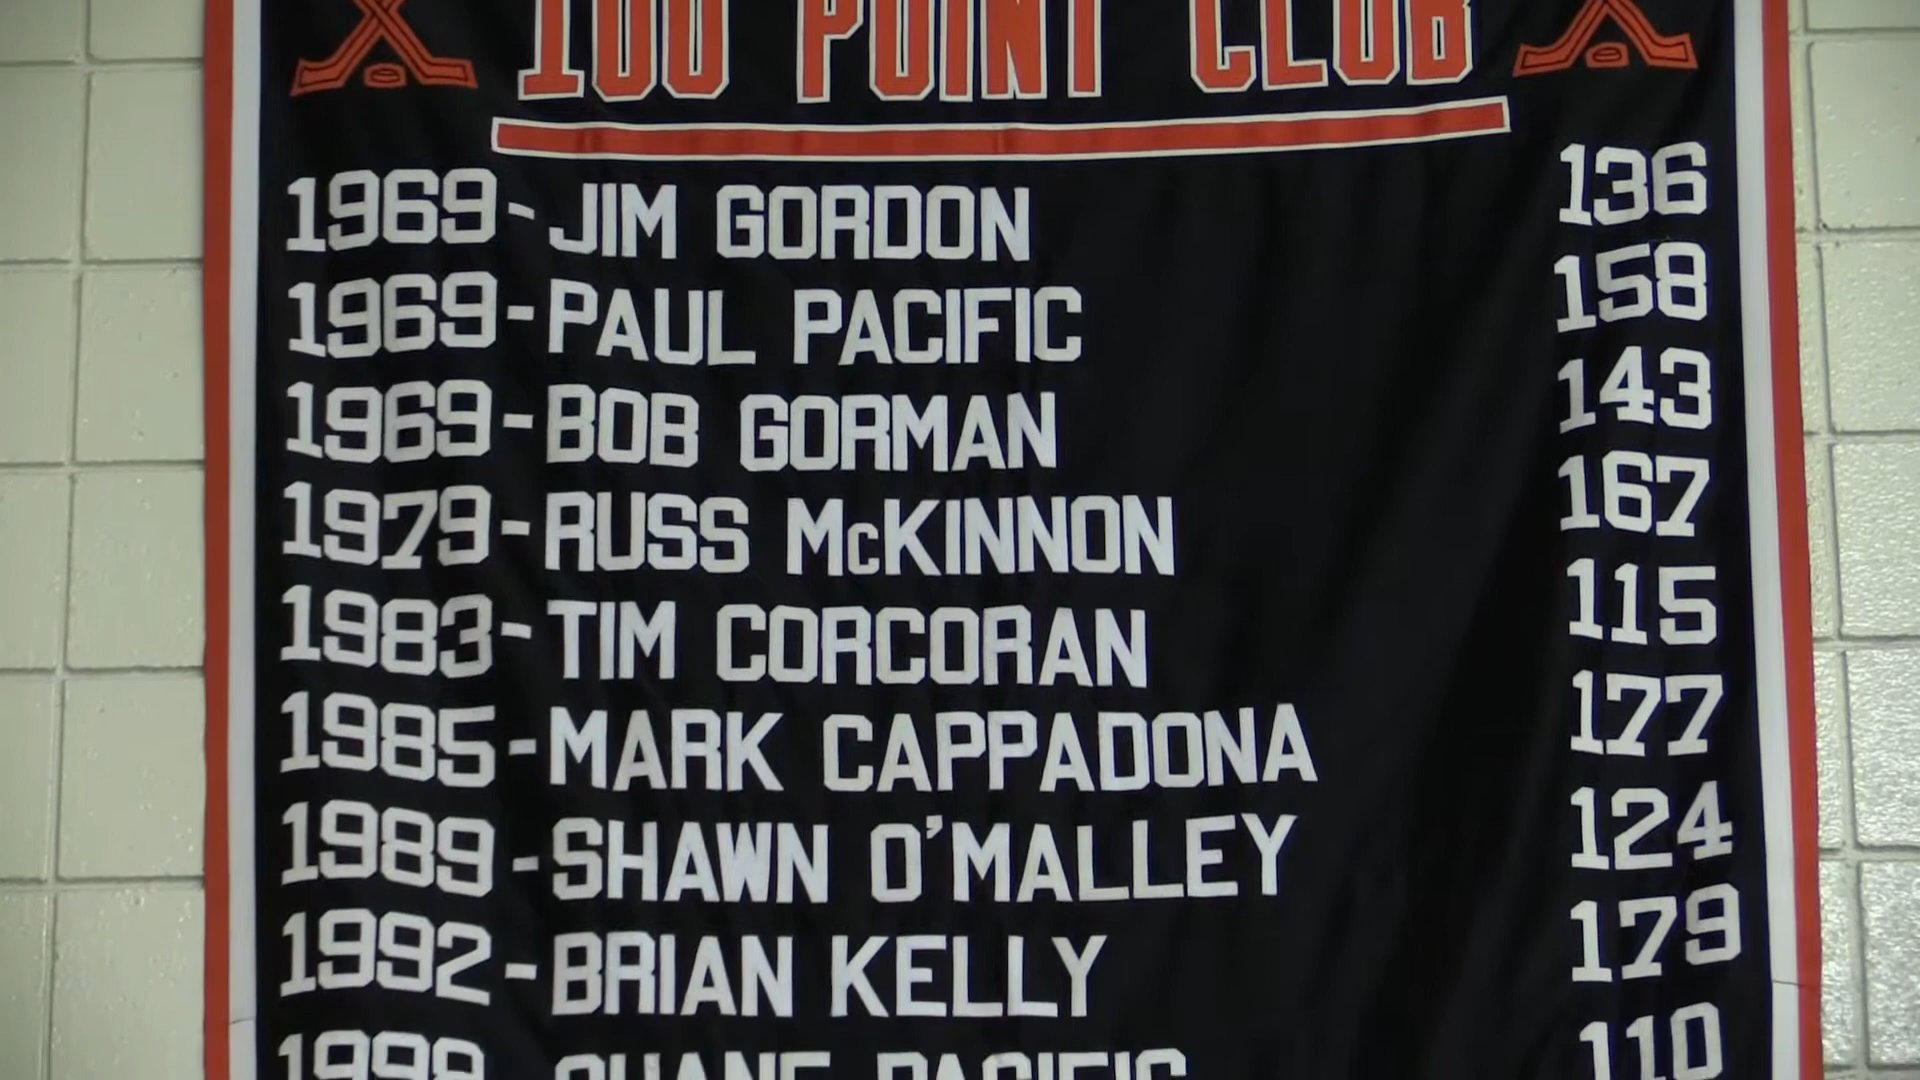 100 POINT CLUB
1969-JIM GORDON 136
1969-PAUL PACIFIC 158
1969-BOB GORMAN 143
1979-RUSS McKINNON 167
1983-TIM CORCORAN 115
1985-MARK CAPPADONA 177
1989-SHAWN O'MALLEY 124
1992-BRIAN KELLY 179
PACIFIC 110